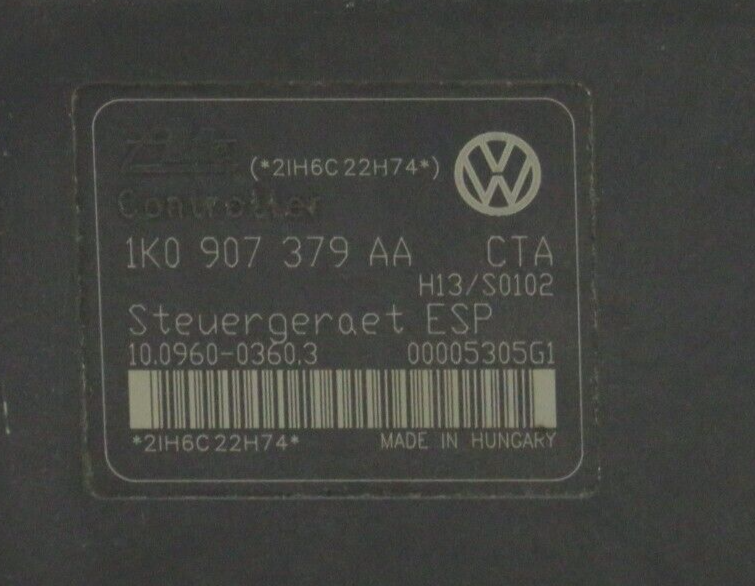 (*2IH6C22H74*)
Controller
1K0 907 379 AA CTA
H13/S0102
Steuergeraet ESP
10.0960-0360.3 00005305G1
*2IH6C22H74* MADE IN HUNGARY